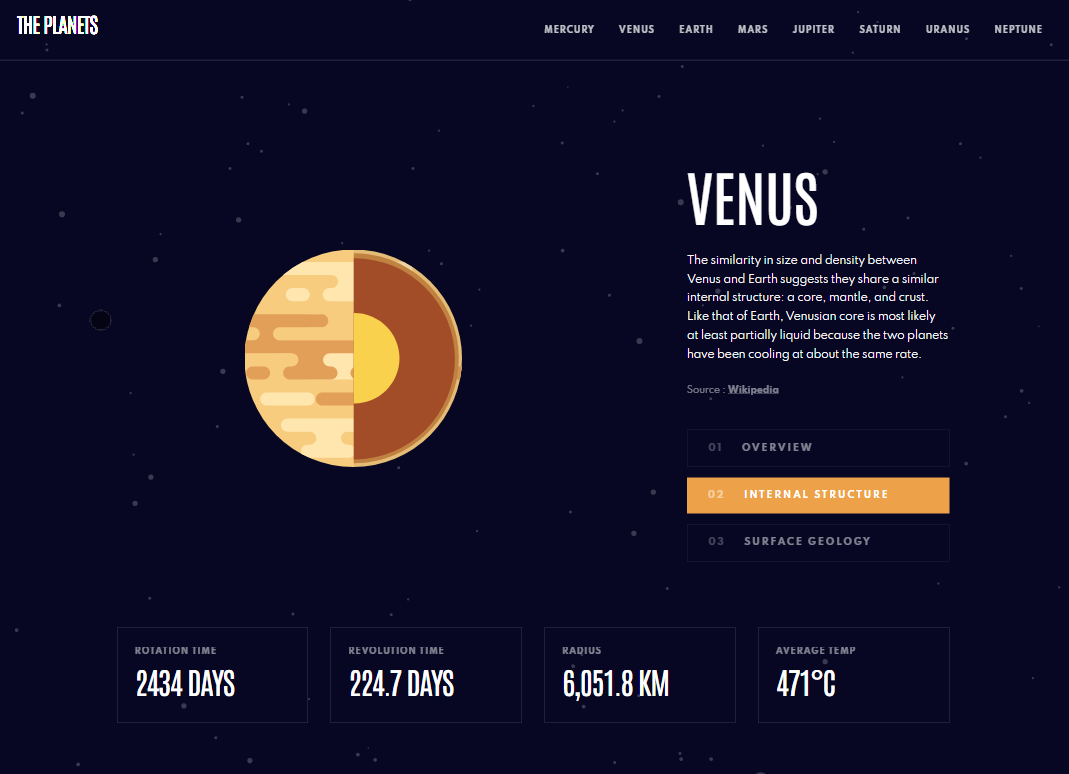 THE PLANETS
MERCURY VENUS EARTH MARS JUPITER SATURN URANUS NEPTUNE
VENUS
The similarity in size and density between
Venus and Earth suggests they share a similar
internal structure: a core, mantle, and crust.
Like that of Earth, Venusian core is most likely
at least partially liquid because the two planets
have been cooling at about the same rate.
Source : Wikipedia
01 OVERVIEW
02 INTERNAL STRUCTURE
03 SURFACE GEOLOGY
ROTATION TIME
2434 DAYS
REVOLUTION TIME
224.7 DAYS
RADIUS
6,051.8 KM
AVERAGE TEMP
471°C